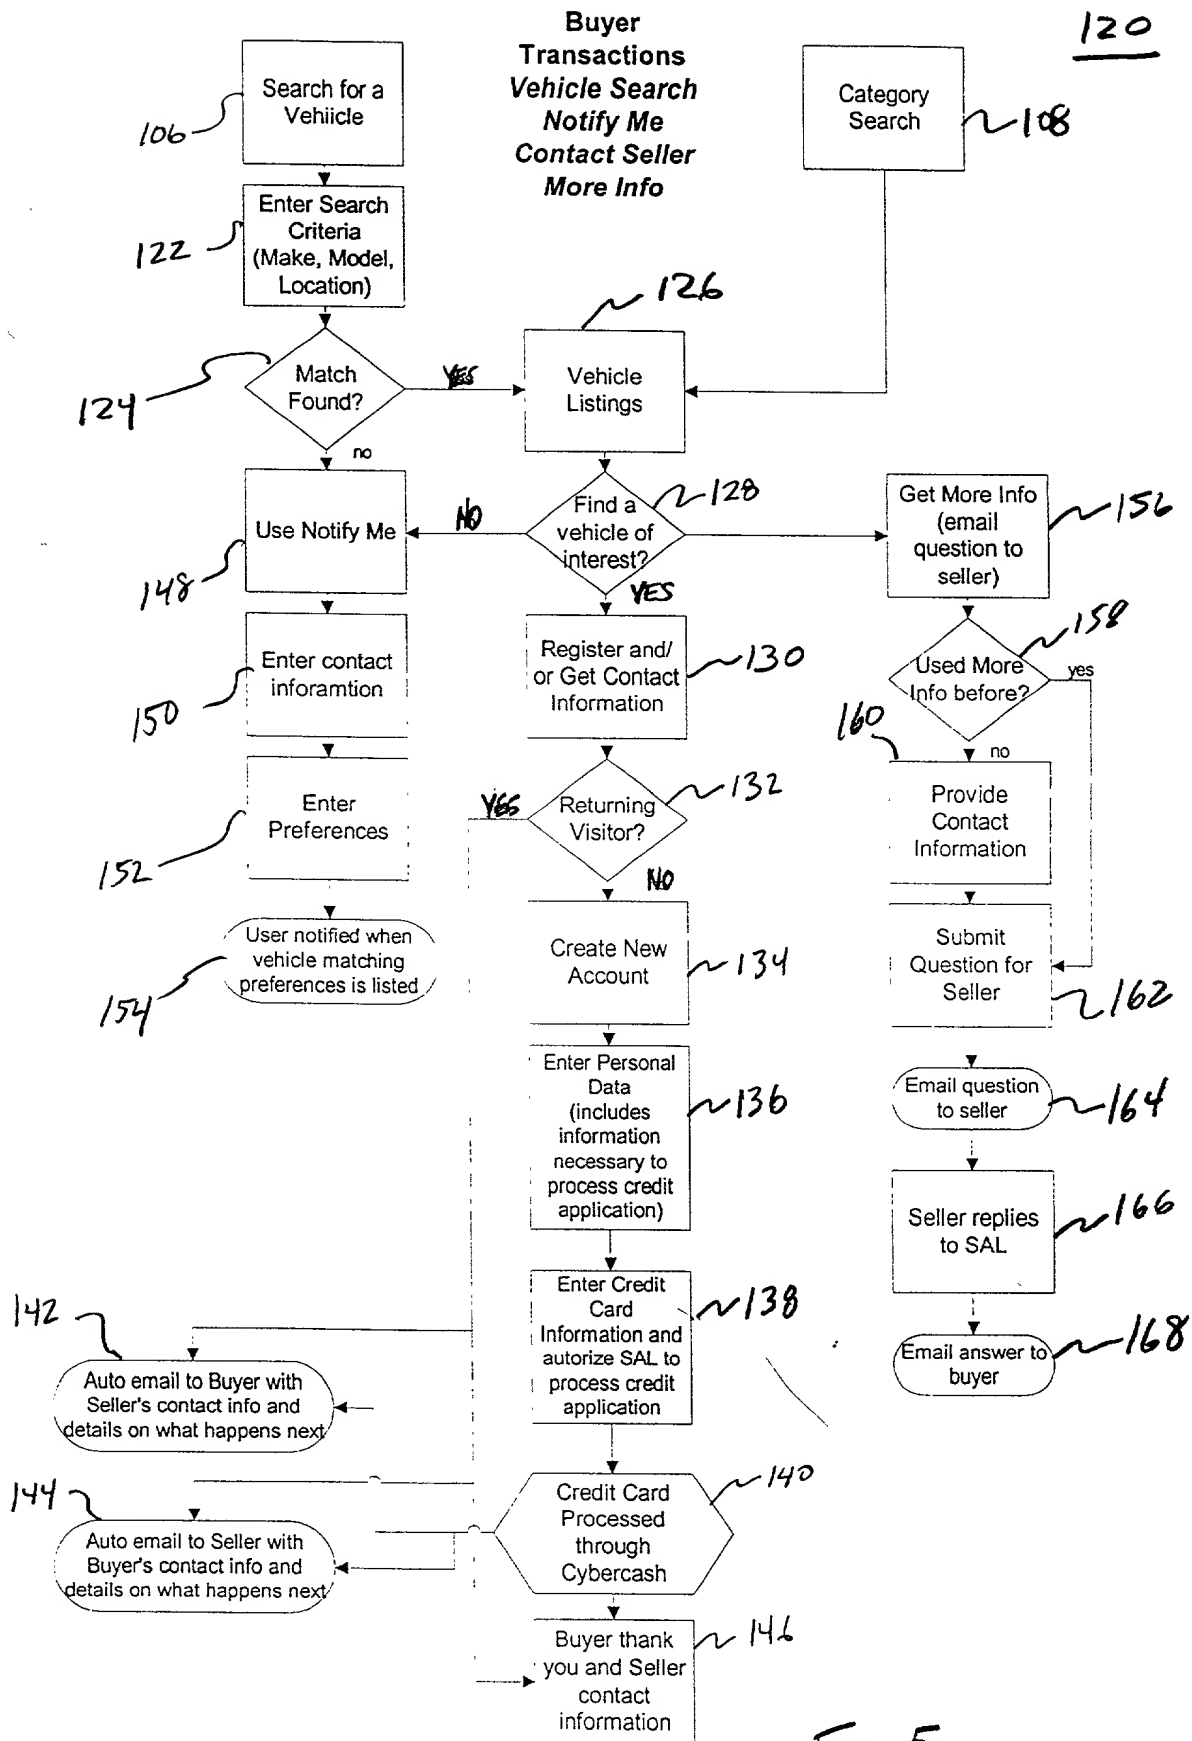 Buyer
Transactions
Vehicle Search
Notify Me
Contact Seller
More Info
120
Search for a
Vehiicle
106
Category
Search
108
Enter Search
Criteria
(Make, Model,
Location)
122
126
Match
Found?
124
YES
no
Vehicle
Listings
Use Notify Me
148
NO
Find a
vehicle of
interest?
128
YES
Get More Info
(email
question to
seller)
156
Enter contact
inforamtion
150
Register and/
or Get Contact
Information
130
Used More
Info before?
158
yes
no
160
Enter
Preferences
152
YES
Returning
Visitor?
132
NO
Provide
Contact
Information
User notified when
vehicle matching
preferences is listed
154
Create New
Account
134
Submit
Question for
Seller
162
Enter Personal
Data
(includes
information
necessary to
process credit
application)
136
Email question
to seller
164
Seller replies
to SAL
166
Enter Credit
Card
Information and
autorize SAL to
process credit
application
138
Email answer to
buyer
168
142
Auto email to Buyer with
Seller's contact info and
details on what happens next
144
Auto email to Seller with
Buyer's contact info and
details on what happens next
Credit Card
Processed
through
Cybercash
140
Buyer thank
you and Seller
contact
information
146